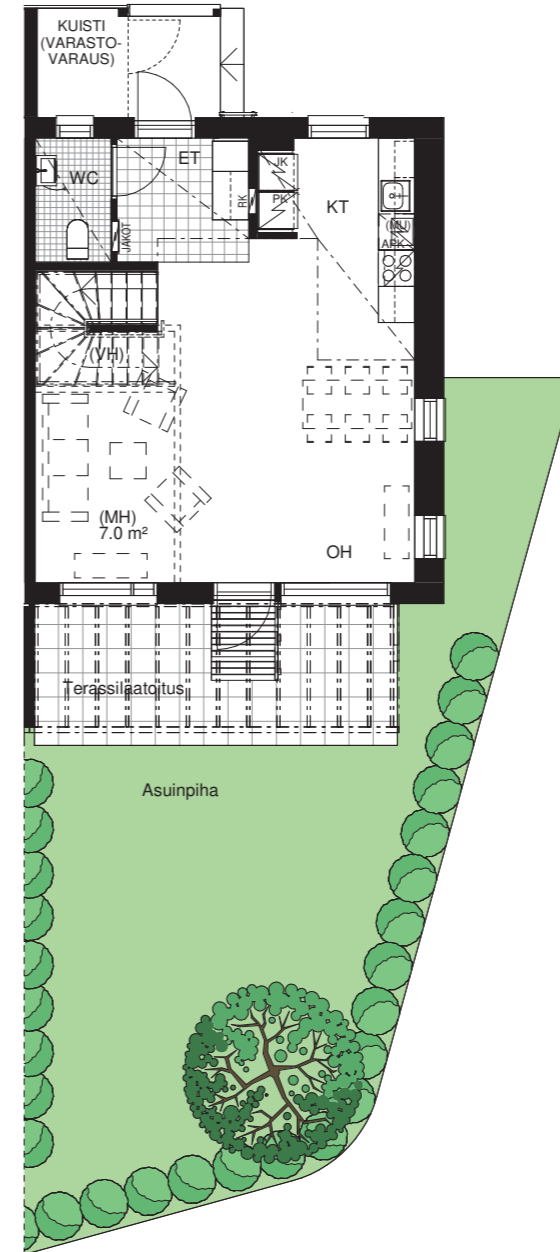 KUISTI
(VARASTO-
VARAUS)
WC
ET
JK
PK
RK
KT
JAKOT
(MU)
APK
(VH)
(MH)
7.0 m²
OH
Terassilaatoitus
Asuinpiha